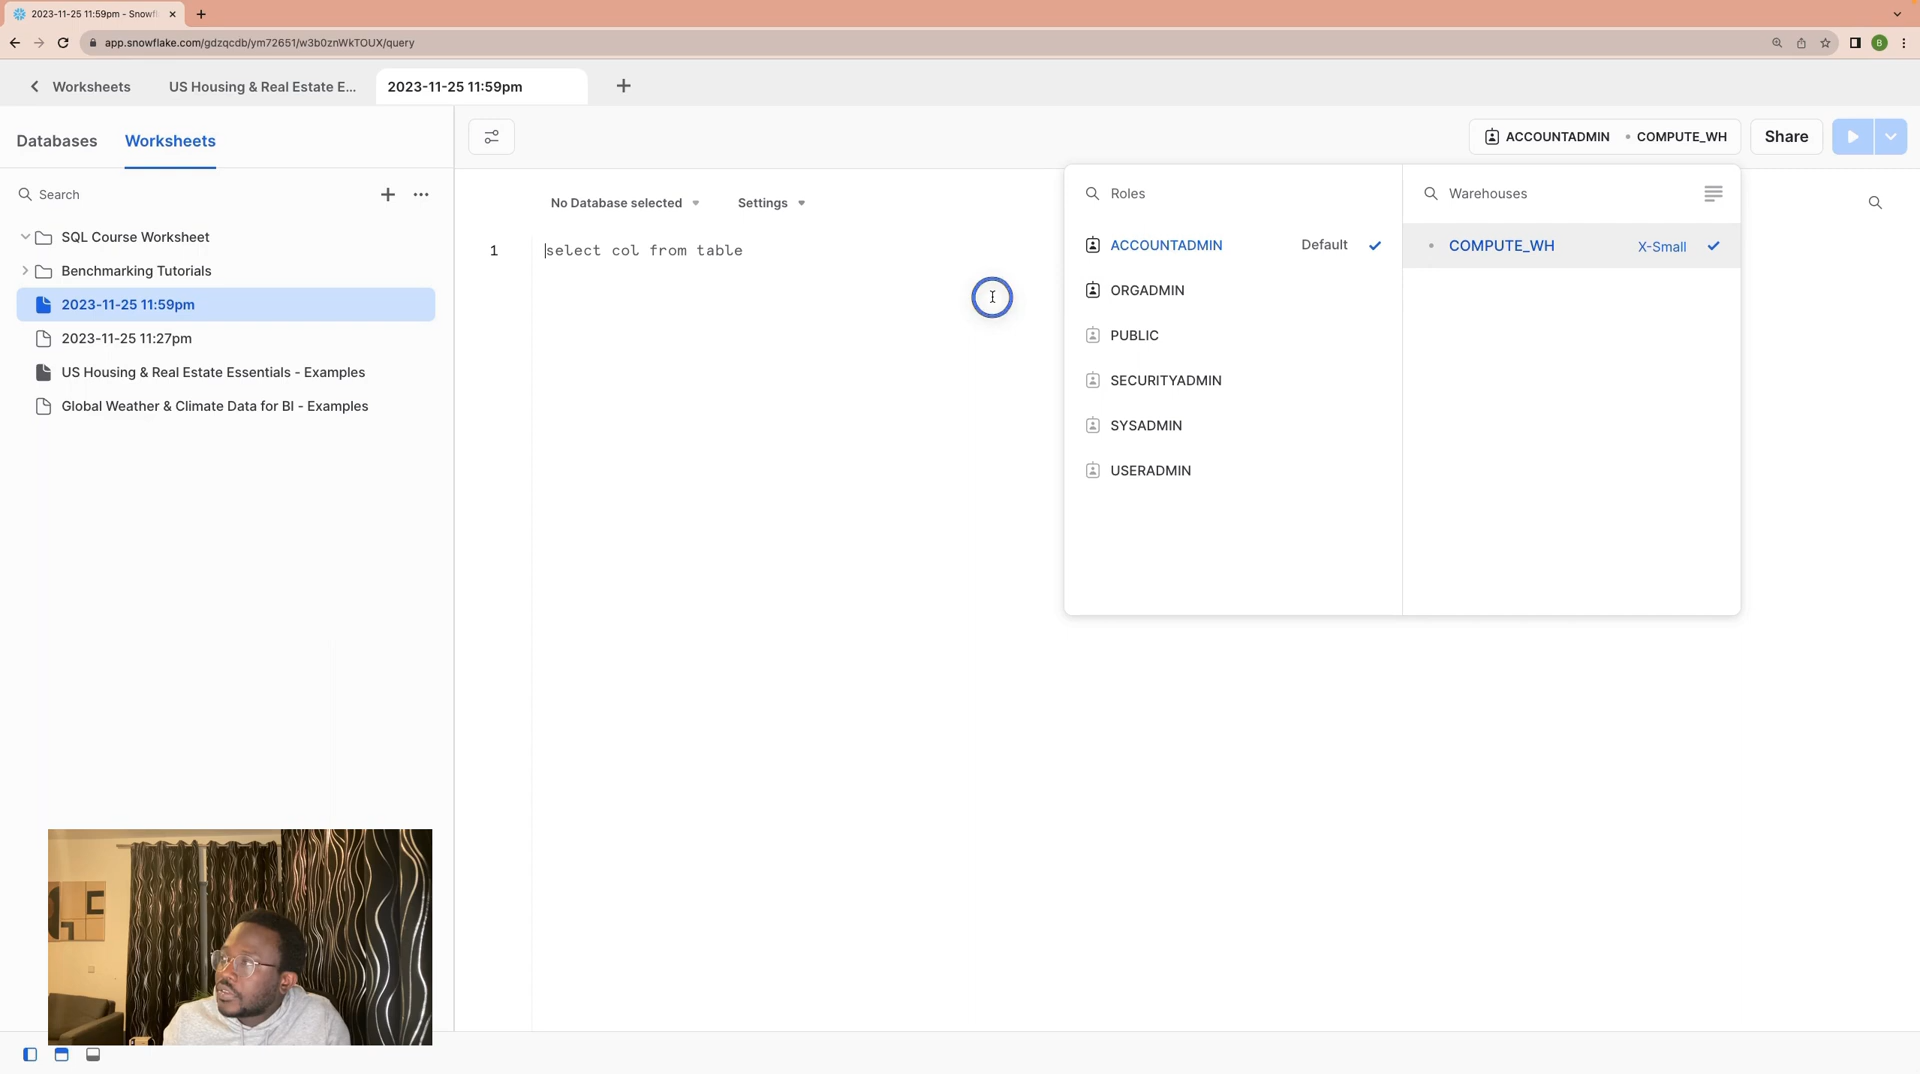 2023-11-25 11:59pm - Snowfl
app.snowflake.com/gdzqcdb/ym72651/w3b0znWkTOUX/query
B
Worksheets
US Housing & Real Estate E...
2023-11-25 11:59pm
Databases
Worksheets
ACCOUNTADMIN
COMPUTE_WH
Share
Search
SQL Course Worksheet
Benchmarking Tutorials
2023-11-25 11:59pm
2023-11-25 11:27pm
US Housing & Real Estate Essentials - Examples
Global Weather & Climate Data for BI - Examples
No Database selected
Settings
1
select col from table
Roles
ACCOUNTADMIN
Default
ORGADMIN
PUBLIC
SECURITYADMIN
SYSADMIN
USERADMIN
Warehouses
COMPUTE_WH
X-Small